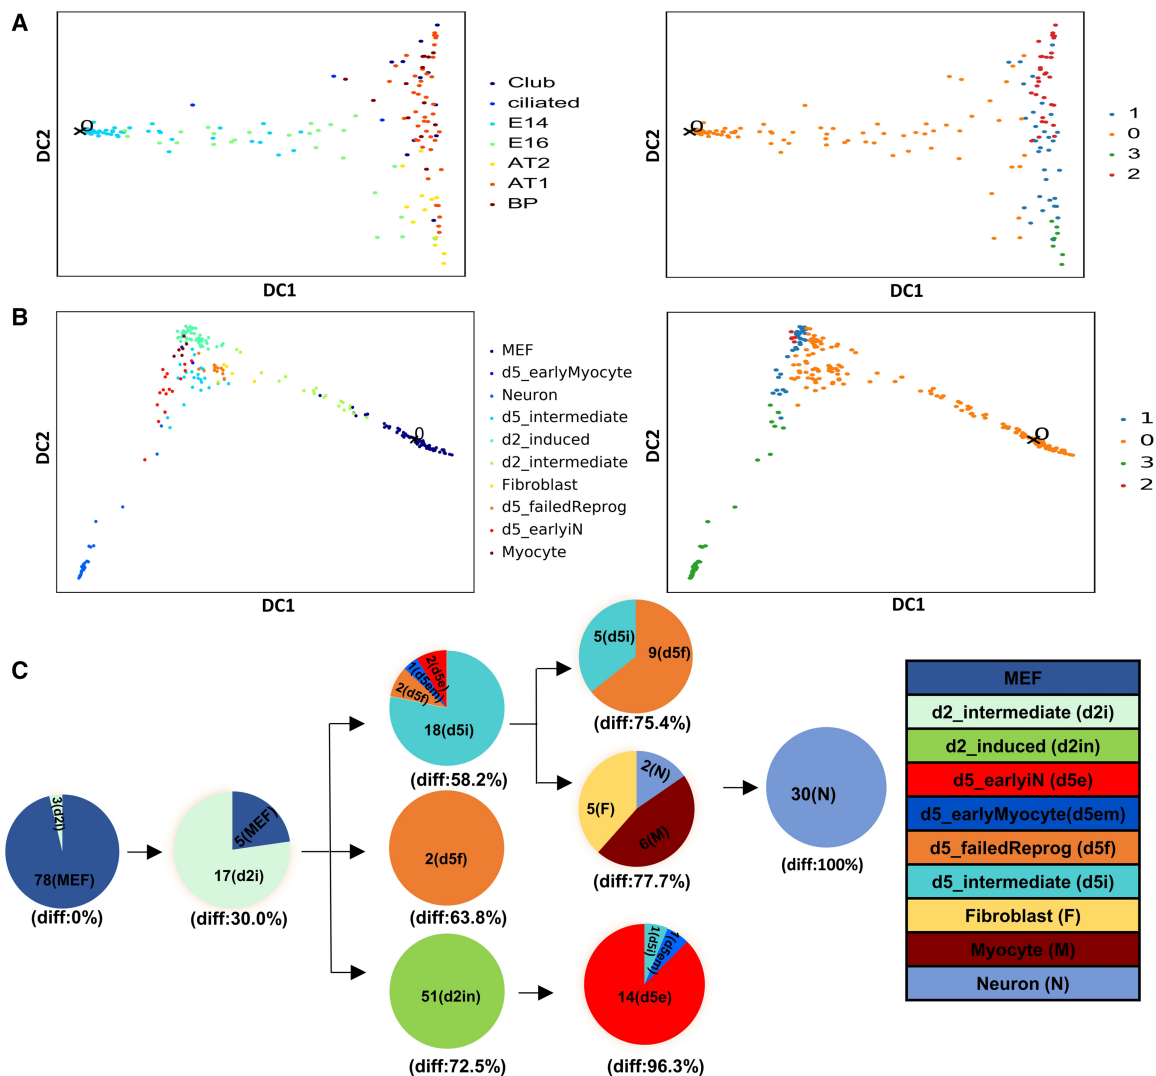 A
DC2
O
DC1
Club
ciliated
E14
E16
AT2
AT1
BP
DC2
O
DC1
1
0
3
2
B
DC2
0
DC1
MEF
d5_earlyMyocyte
Neuron
d5_intermediate
d2_induced
d2_intermediate
Fibroblast
d5_failedReprog
d5_earlyiN
Myocyte
DC2
O
DC1
1
0
3
2
C
3(d2i)
78(MEF)
(diff:0%)
5(MEF)
17(d2i)
(diff:30.0%)
2(d5e)
1(d5em)
2(d5f)
18(d5i)
(diff:58.2%)
2(d5f)
(diff:63.8%)
51(d2in)
(diff:72.5%)
5(d5i)
9(d5f)
(diff:75.4%)
2(N)
5(F)
6(M)
(diff:77.7%)
1(d5i)
1(d5em)
14(d5e)
(diff:96.3%)
30(N)
(diff:100%)
MEF
d2_intermediate (d2i)
d2_induced (d2in)
d5_earlyiN (d5e)
d5_earlyMyocyte(d5em)
d5_failedReprog (d5f)
d5_intermediate (d5i)
Fibroblast (F)
Myocyte (M)
Neuron (N)